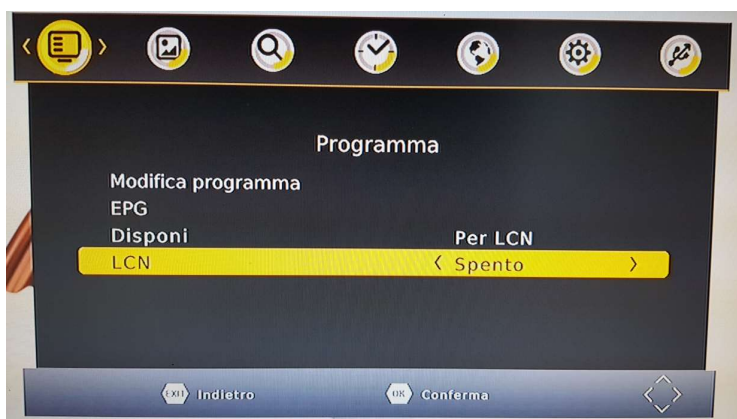 Programma
Modifica programma
EPG
Disponi Per LCN
LCN Spento
EXIT Indietro OK Conferma